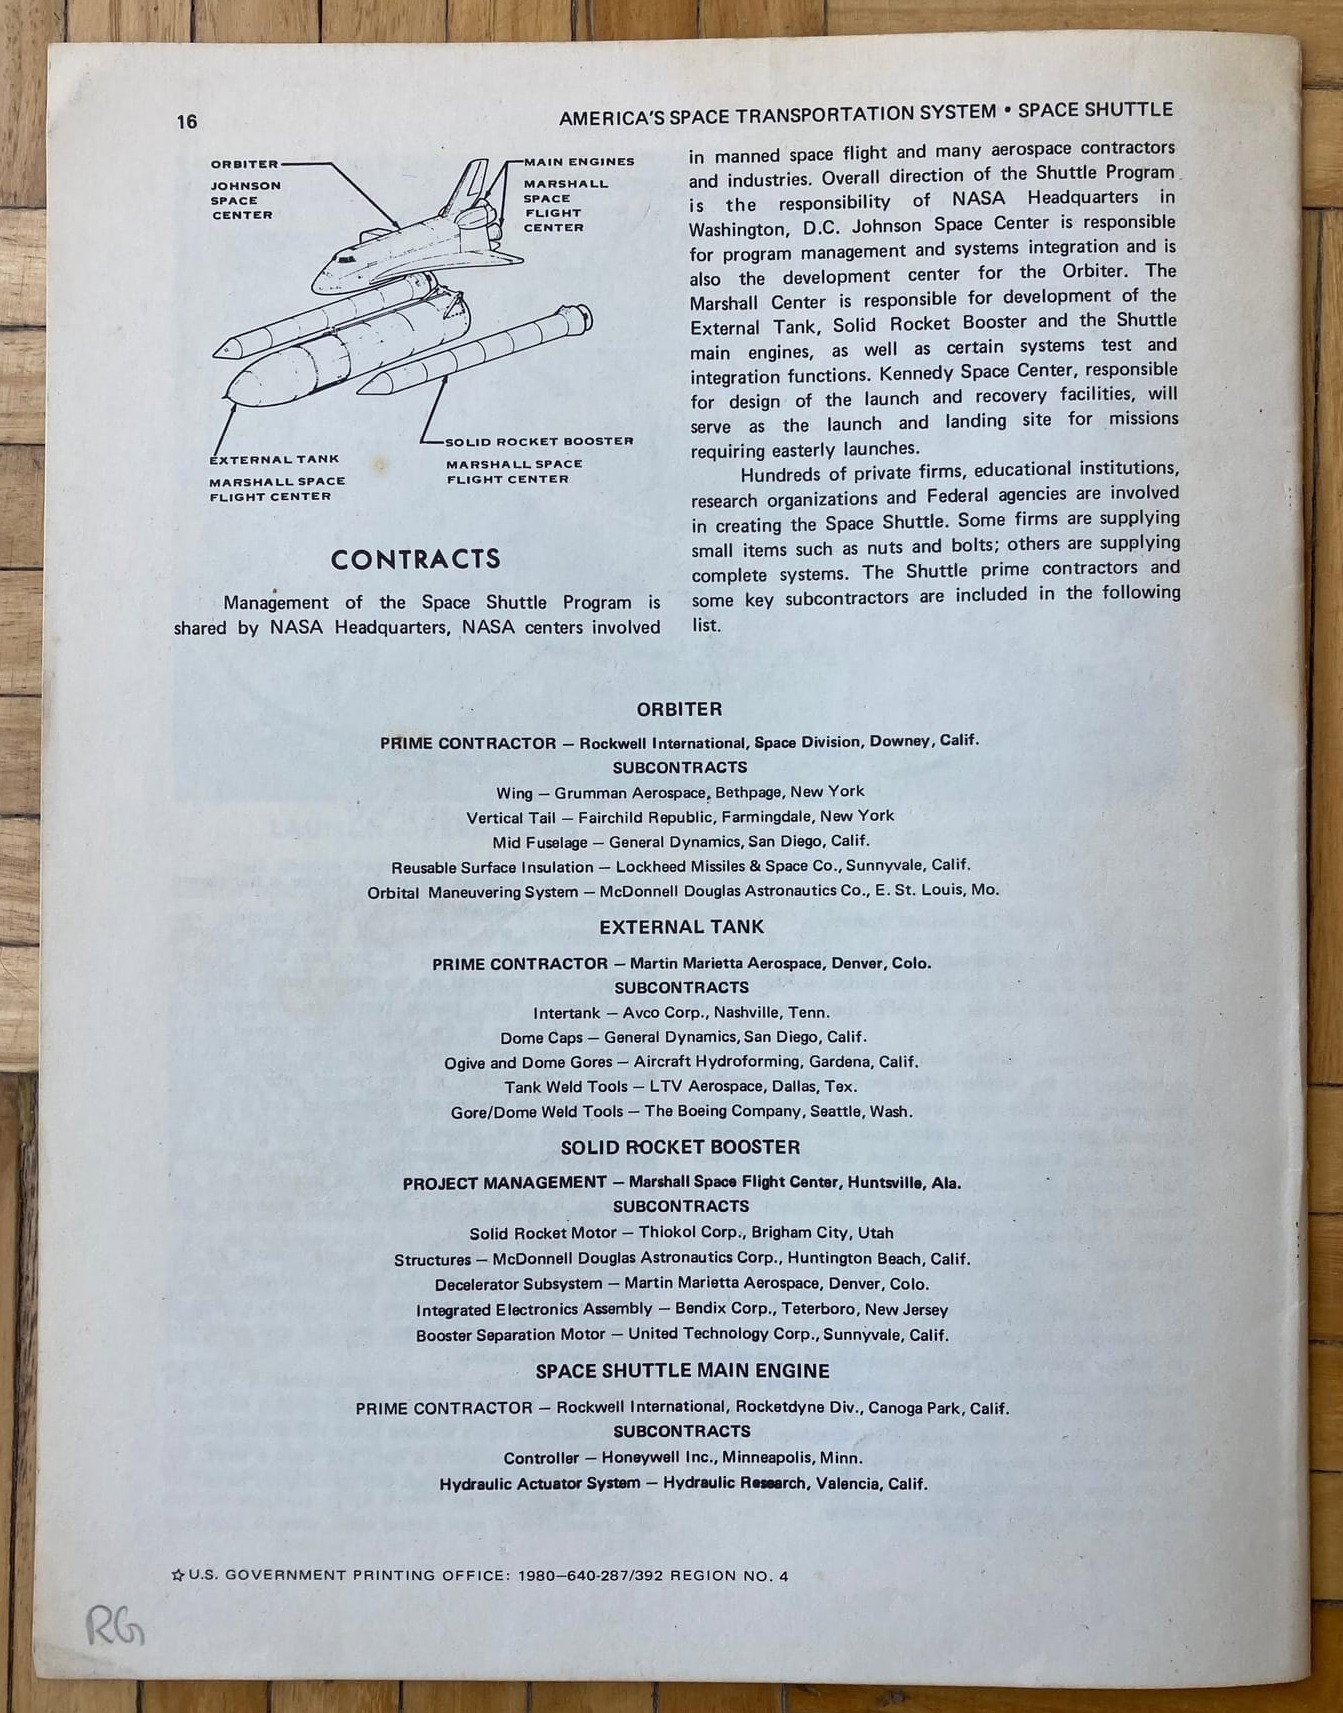 16
AMERICA'S SPACE TRANSPORTATION SYSTEM • SPACE SHUTTLE
ORBITER
JOHNSON
SPACE
CENTER
MAIN ENGINES
MARSHALL
SPACE
FLIGHT
CENTER
SOLID ROCKET BOOSTER
MARSHALL SPACE
FLIGHT CENTER
EXTERNAL TANK
MARSHALL SPACE
FLIGHT CENTER
CONTRACTS
Management of the Space Shuttle Program is
shared by NASA Headquarters, NASA centers involved
in manned space flight and many aerospace contractors
and industries. Overall direction of the Shuttle Program
is the responsibility of NASA Headquarters in
Washington, D.C. Johnson Space Center is responsible
for program management and systems integration and is
also the development center for the Orbiter. The
Marshall Center is responsible for development of the
External Tank, Solid Rocket Booster and the Shuttle
main engines, as well as certain systems test and
integration functions. Kennedy Space Center, responsible
for design of the launch and recovery facilities, will
serve as the launch and landing site for missions
requiring easterly launches.
Hundreds of private firms, educational institutions,
research organizations and Federal agencies are involved
in creating the Space Shuttle. Some firms are supplying
small items such as nuts and bolts; others are supplying
complete systems. The Shuttle prime contractors and
some key subcontractors are included in the following
list.
ORBITER
PRIME CONTRACTOR — Rockwell International, Space Division, Downey, Calif.
SUBCONTRACTS
Wing — Grumman Aerospace, Bethpage, New York
Vertical Tail — Fairchild Republic, Farmingdale, New York
Mid Fuselage — General Dynamics, San Diego, Calif.
Reusable Surface Insulation — Lockheed Missiles & Space Co., Sunnyvale, Calif.
Orbital Maneuvering System — McDonnell Douglas Astronautics Co., E. St. Louis, Mo.
EXTERNAL TANK
PRIME CONTRACTOR — Martin Marietta Aerospace, Denver, Colo.
SUBCONTRACTS
Intertank — Avco Corp., Nashville, Tenn.
Dome Caps — General Dynamics, San Diego, Calif.
Ogive and Dome Gores — Aircraft Hydroforming, Gardena, Calif.
Tank Weld Tools — LTV Aerospace, Dallas, Tex.
Gore/Dome Weld Tools — The Boeing Company, Seattle, Wash.
SOLID ROCKET BOOSTER
PROJECT MANAGEMENT — Marshall Space Flight Center, Huntsville, Ala.
SUBCONTRACTS
Solid Rocket Motor — Thiokol Corp., Brigham City, Utah
Structures — McDonnell Douglas Astronautics Corp., Huntington Beach, Calif.
Decelerator Subsystem — Martin Marietta Aerospace, Denver, Colo.
Integrated Electronics Assembly — Bendix Corp., Teterboro, New Jersey
Booster Separation Motor — United Technology Corp., Sunnyvale, Calif.
SPACE SHUTTLE MAIN ENGINE
PRIME CONTRACTOR — Rockwell International, Rocketdyne Div., Canoga Park, Calif.
SUBCONTRACTS
Controller — Honeywell Inc., Minneapolis, Minn.
Hydraulic Actuator System — Hydraulic Research, Valencia, Calif.
☆ U.S. GOVERNMENT PRINTING OFFICE: 1980—640-287/392 REGION NO. 4
RG